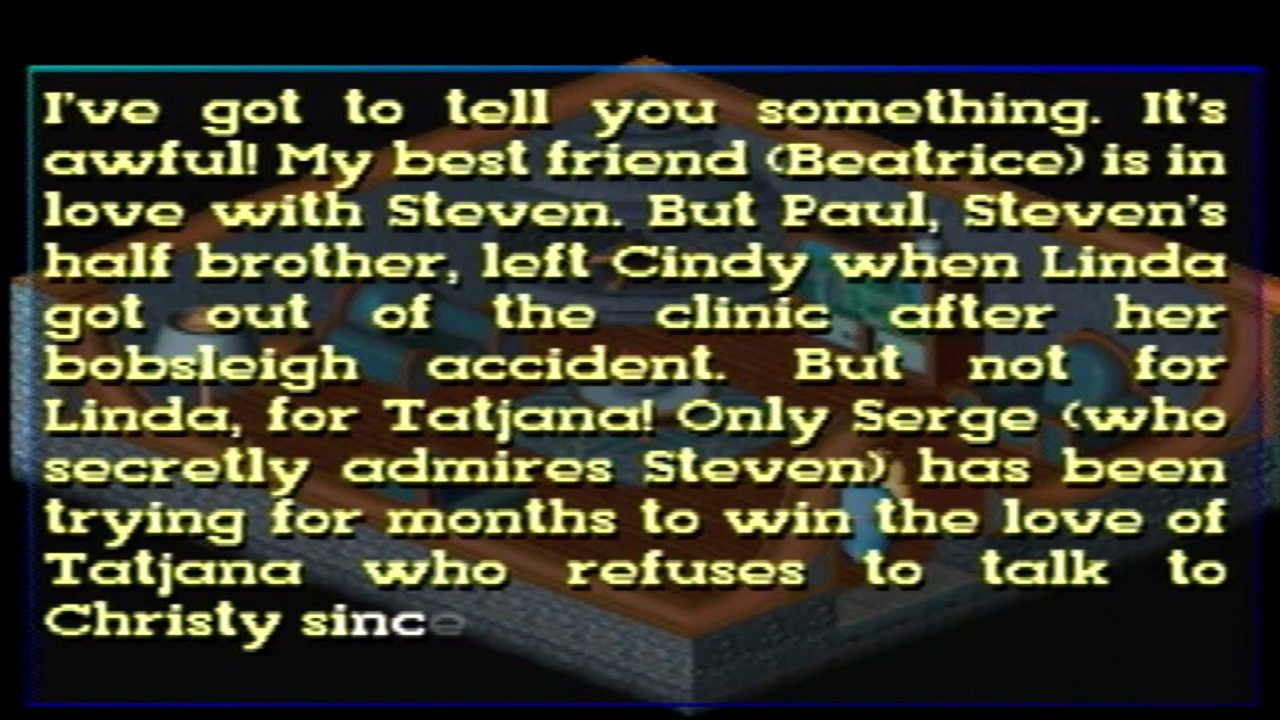 I've got to tell you something. It's
awful! My best friend (Beatrice) is in
love with Steven. But Paul, Steven's
half brother, left Cindy when Linda
got out of the clinic after her
bobsleigh accident. But not for
Linda, for Tatjana! Only Serge (who
secretly admires Steven) has been
trying for months to win the love of
Tatjana who refuses to talk to
Christy since